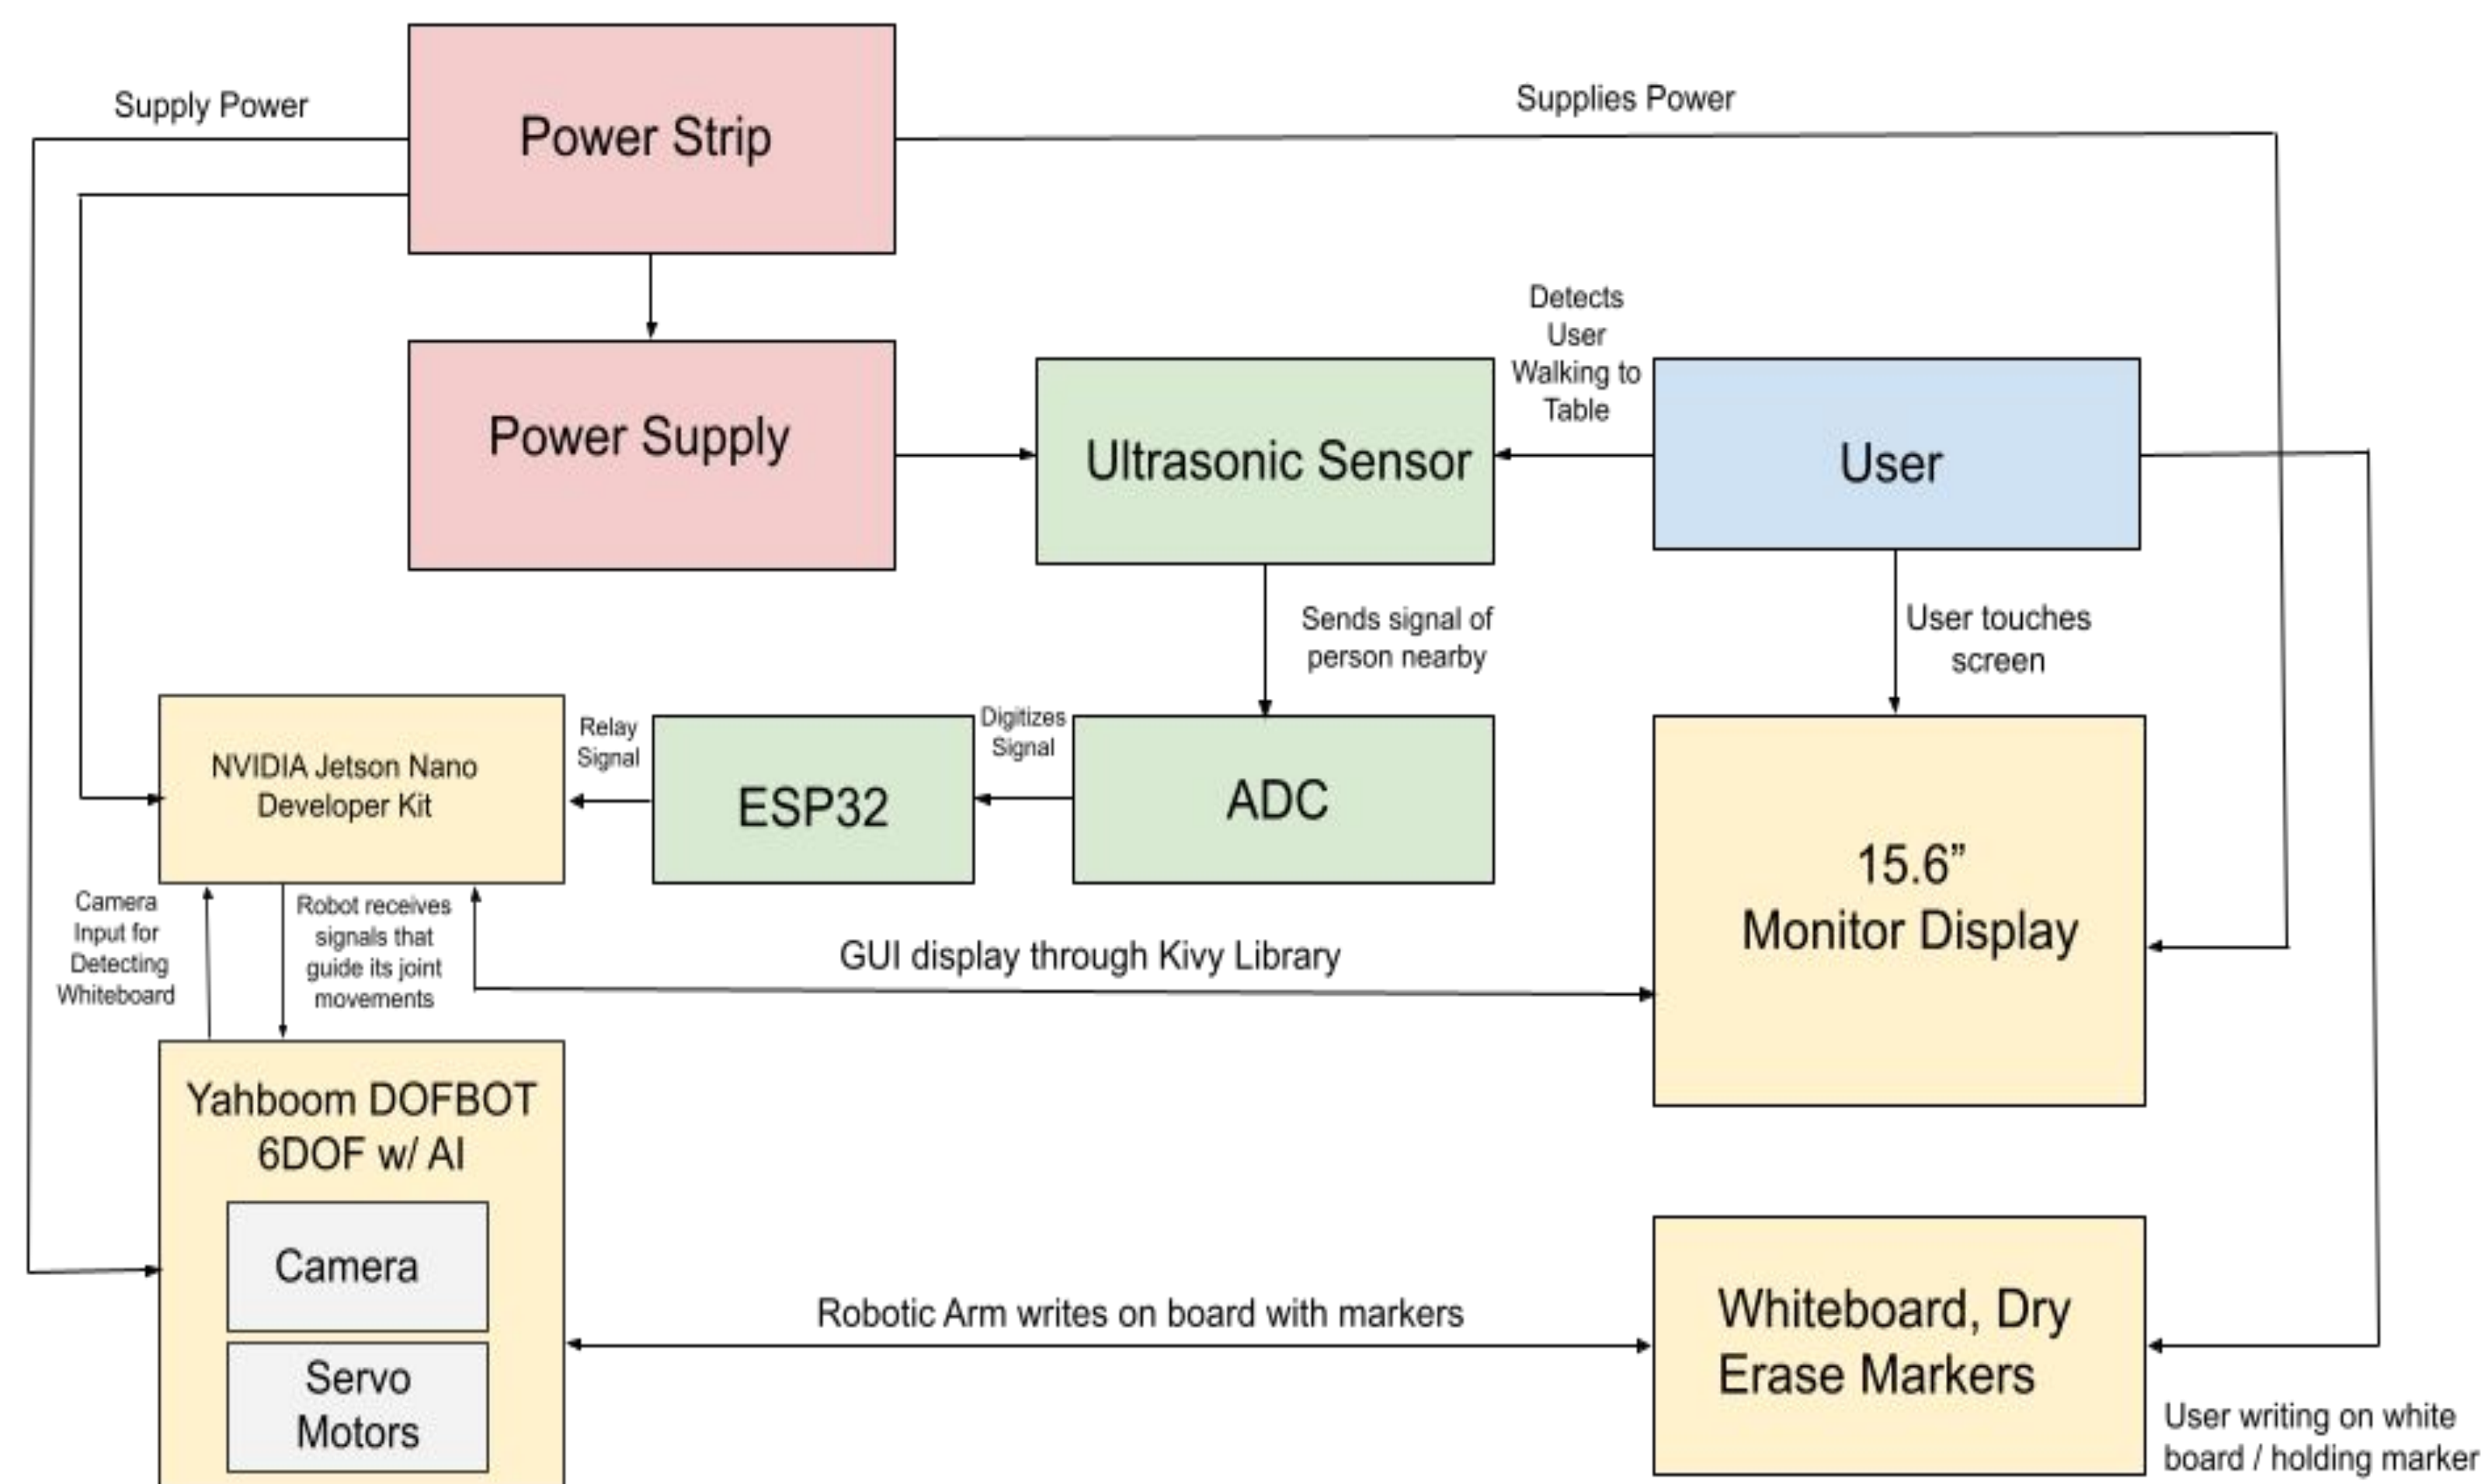 Supply Power
Power Strip
Supplies Power
Power Supply
Ultrasonic Sensor
Detects
User
Walking to
Table
User
Sends signal of
person nearby
User touches
screen
NVIDIA Jetson Nano
Developer Kit
Relay
Signal
ESP32
Digitizes
Signal
ADC
15.6”
Monitor Display
Camera
Input for
Detecting
Whiteboard
Robot receives
signals that
guide its joint
movements
GUI display through Kivy Library
Yahboom DOFBOT
6DOF w/ AI
Camera
Servo
Motors
Robotic Arm writes on board with markers
Whiteboard, Dry
Erase Markers
User writing on white
board / holding marker